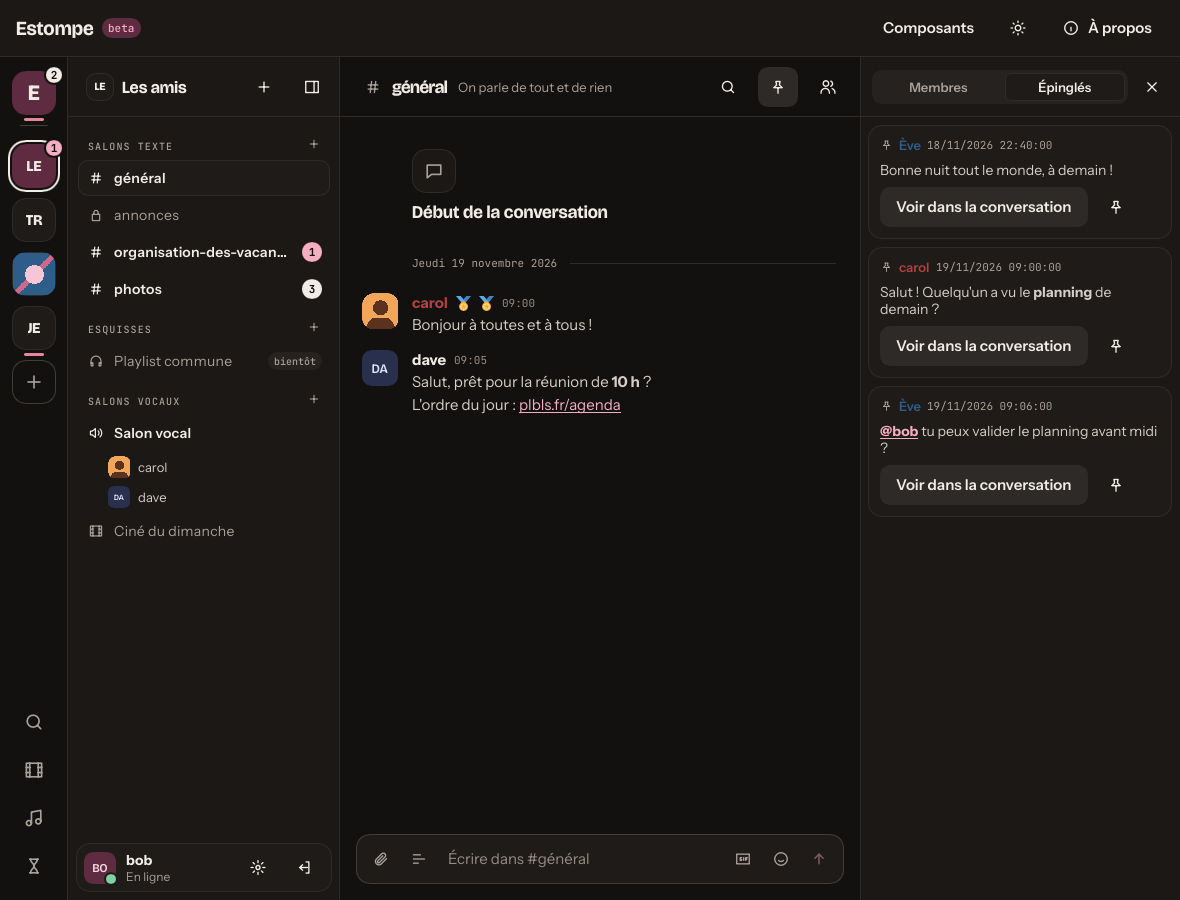 Estompe beta
Composants
À propos
E
2
LE
1
TR
JE
LE Les amis
SALONS TEXTE
# général
annonces
# organisation-des-vacan… 1
# photos 3
ESQUISSES
Playlist commune bientôt
SALONS VOCAUX
Salon vocal
carol
DA dave
Ciné du dimanche
BO bob
En ligne
# général On parle de tout et de rien
Début de la conversation
Jeudi 19 novembre 2026
carol 09:00
Bonjour à toutes et à tous !
DA dave 09:05
Salut, prêt pour la réunion de 10 h ?
L'ordre du jour : plbls.fr/agenda
Écrire dans #général
GIF
Membres Épinglés
Ève 18/11/2026 22:40:00
Bonne nuit tout le monde, à demain !
Voir dans la conversation
carol 19/11/2026 09:00:00
Salut ! Quelqu'un a vu le planning de
demain ?
Voir dans la conversation
Ève 19/11/2026 09:06:00
@bob tu peux valider le planning avant midi
?
Voir dans la conversation